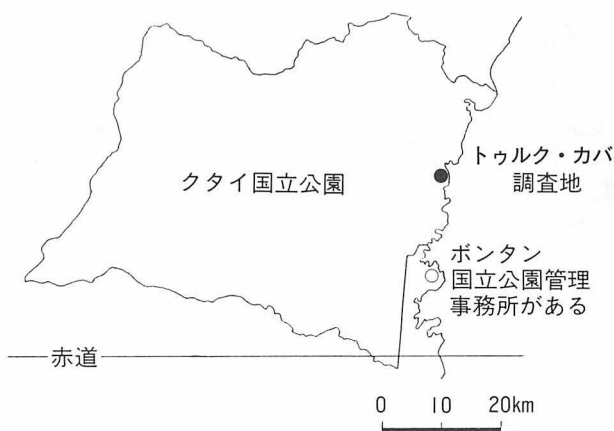 クタイ国立公園
トゥルク・カバ
調査地
ボンタン
国立公園管理
事務所がある
赤道
0 10 20km